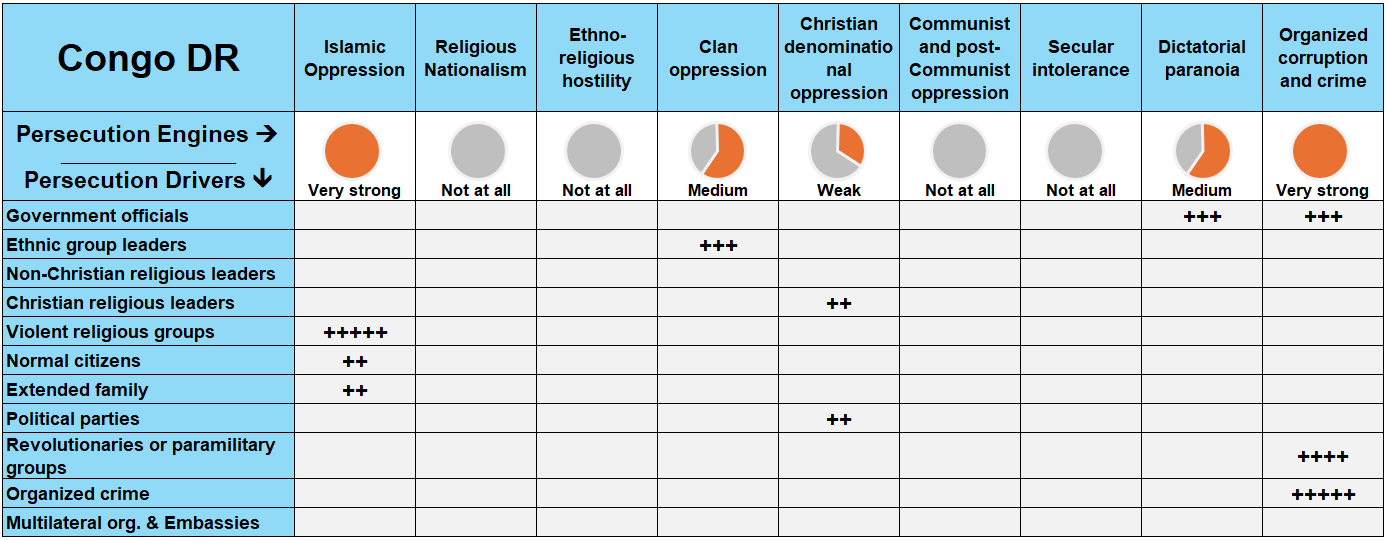 Congo DR
Islamic
Oppression
Religious
Nationalism
Ethno-
religious
hostility
Clan
oppression
Christian
denominatio
nal
oppression
Communist
and post-
Communist
oppression
Secular
intolerance
Dictatorial
paranoia
Organized
corruption
and crime
Persecution Engines →
Persecution Drivers ↓
Very strong
Not at all
Not at all
Medium
Weak
Not at all
Not at all
Medium
Very strong
Government officials +++ +++
Ethnic group leaders +++
Non-Christian religious leaders
Christian religious leaders ++
Violent religious groups +++++
Normal citizens ++
Extended family ++
Political parties ++
Revolutionaries or paramilitary
groups ++++
Organized crime +++++
Multilateral org. & Embassies